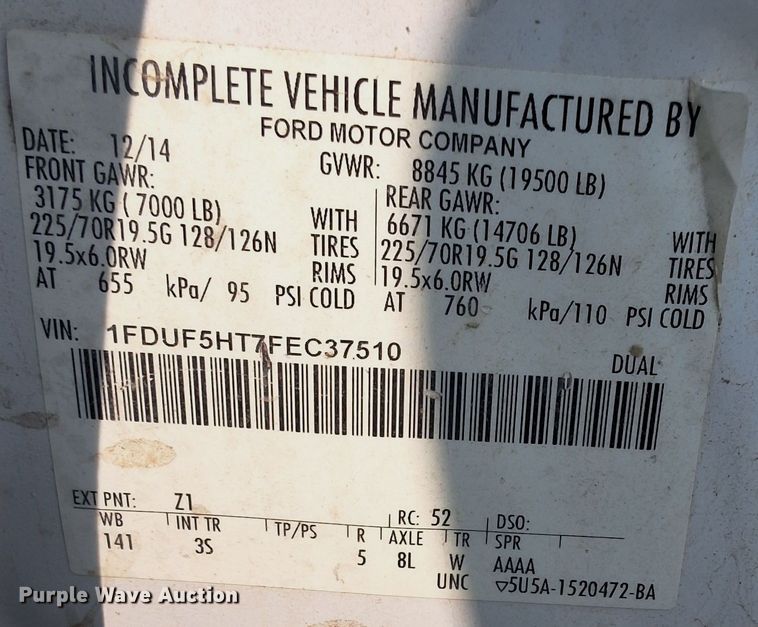 INCOMPLETE VEHICLE MANUFACTURED BY
FORD MOTOR COMPANY
DATE: 12/14 GVWR: 8845 KG (19500 LB)
FRONT GAWR: REAR GAWR:
3175 KG ( 7000 LB) WITH 6671 KG (14706 LB) WITH
225/70R19.5G 128/126N TIRES 225/70R19.5G 128/126N TIRES
19.5x6.0RW RIMS 19.5x6.0RW RIMS
AT 655 kPa/ 95 PSI COLD AT 760 kPa/110 PSI COLD
VIN: 1FDUF5HT7FEC37510 DUAL
EXT PNT: Z1 RC: 52 DSO:
WB INT TR TP/PS R AXLE TR SPR
141 3S 5 8L W AAAA
UNC 5U5A-1520472-BA
Purple Wave Auction